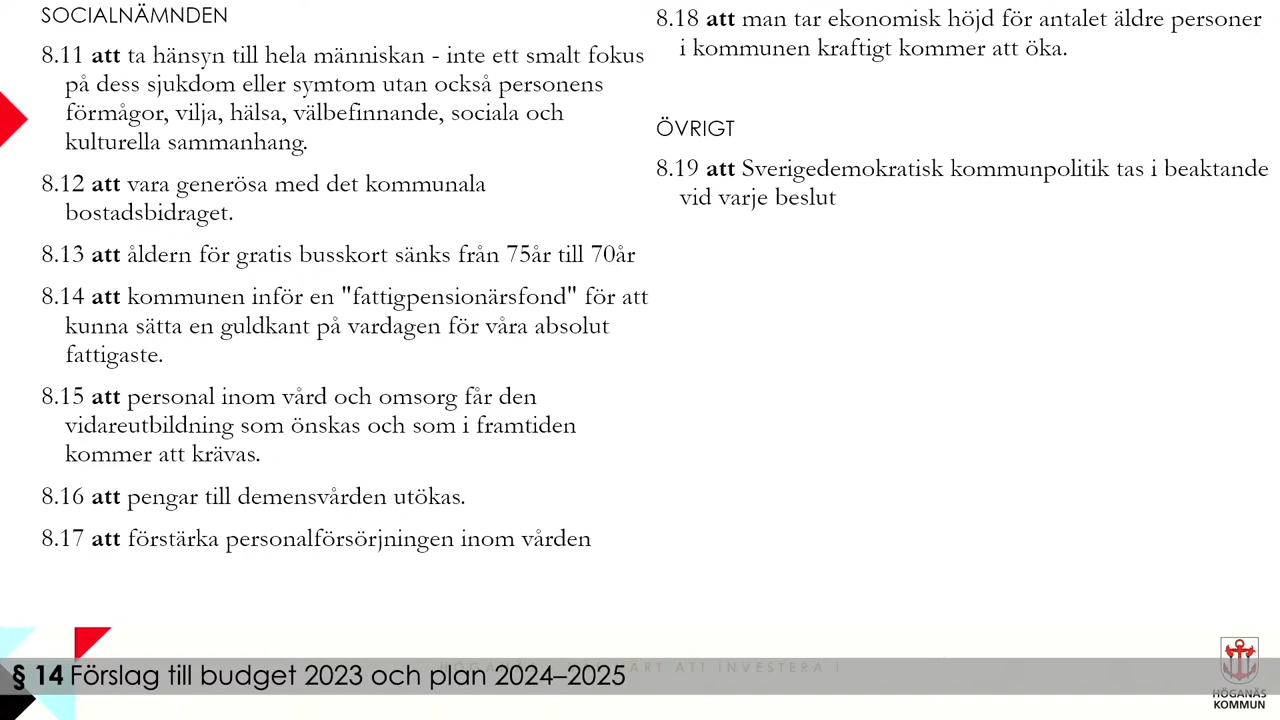 SOCIALNÄMNDEN
8.11 att ta hänsyn till hela människan - inte ett smalt fokus
på dess sjukdom eller symtom utan också personens
förmågor, vilja, hälsa, välbefinnande, sociala och
kulturella sammanhang.
8.12 att vara generösa med det kommunala
bostadsbidraget.
8.13 att åldern för gratis busskort sänks från 75år till 70år
8.14 att kommunen inför en "fattigpensionärsfond" för att
kunna sätta en guldkant på vardagen för våra absolut
fattigaste.
8.15 att personal inom vård och omsorg får den
vidareutbildning som önskas och som i framtiden
kommer att krävas.
8.16 att pengar till demensvården utökas.
8.17 att förstärka personalförsörjningen inom vården
8.18 att man tar ekonomisk höjd för antalet äldre personer
i kommunen kraftigt kommer att öka.
ÖVRIGT
8.19 att Sverigedemokratisk kommunpolitik tas i beaktande
vid varje beslut
ATT INVESTERA I
§ 14 Förslag till budget 2023 och plan 2024–2025
HÖGANÄS
KOMMUN